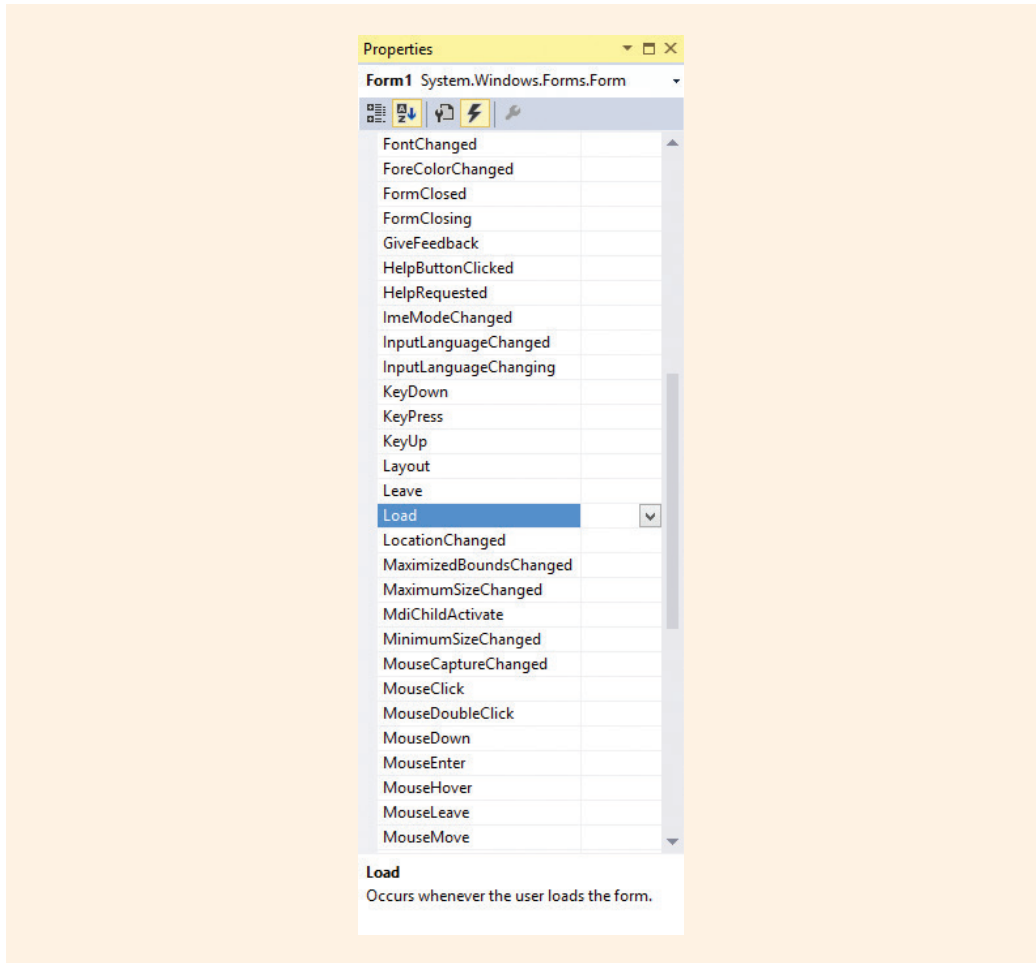 Properties
Form1 System.Windows.Forms.Form
FontChanged
ForeColorChanged
FormClosed
FormClosing
GiveFeedback
HelpButtonClicked
HelpRequested
ImeModeChanged
InputLanguageChanged
InputLanguageChanging
KeyDown
KeyPress
KeyUp
Layout
Leave
Load
LocationChanged
MaximizedBoundsChanged
MaximumSizeChanged
MdiChildActivate
MinimumSizeChanged
MouseCaptureChanged
MouseClick
MouseDoubleClick
MouseDown
MouseEnter
MouseHover
MouseLeave
MouseMove
Load
Occurs whenever the user loads the form.